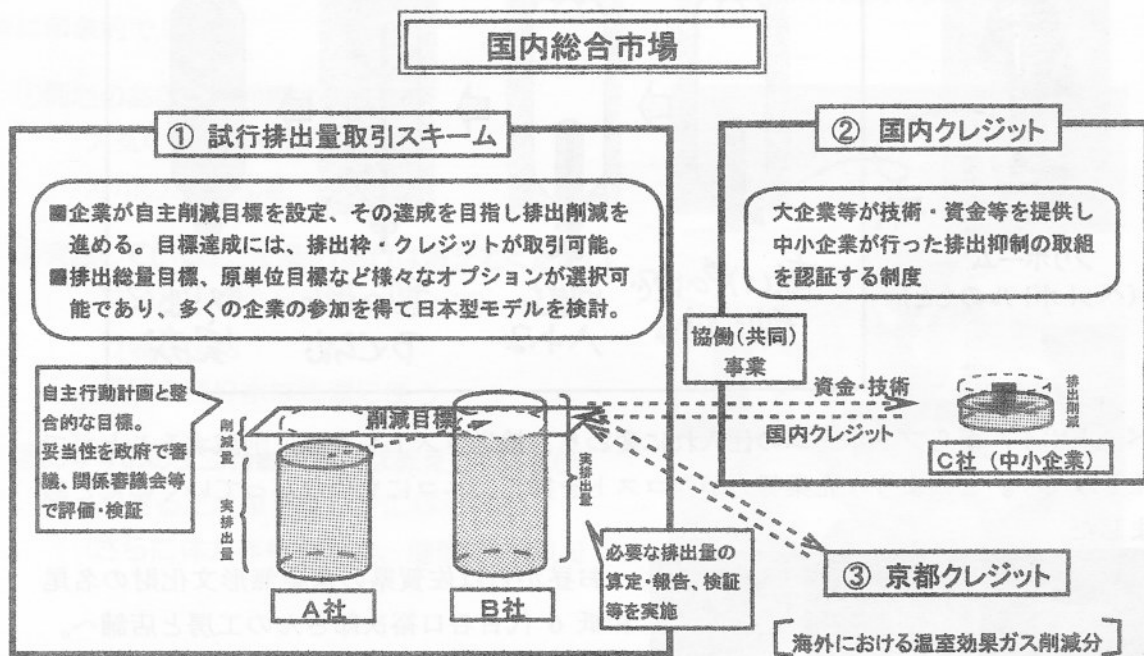 国内総合市場
① 試行排出量取引スキーム
■企業が自主削減目標を設定、その達成を目指し排出削減を
進める。目標達成には、排出枠・クレジットが取引可能。
■排出総量目標、原単位目標など様々なオプションが選択可
能であり、多くの企業の参加を得て日本型モデルを検討。
自主行動計画と整
合的な目標。
妥当性を政府で審
議、関係審議会等
で評価・検証
削減量
実排出量
削減目標
実排出量
A社
B社
必要な排出量の
算定・報告、検証
等を実施
② 国内クレジット
大企業等が技術・資金等を提供し
中小企業が行った排出抑制の取組
を認証する制度
協働(共同)
事業
資金・技術
国内クレジット
排出削減
C社（中小企業）
③ 京都クレジット
海外における温室効果ガス削減分